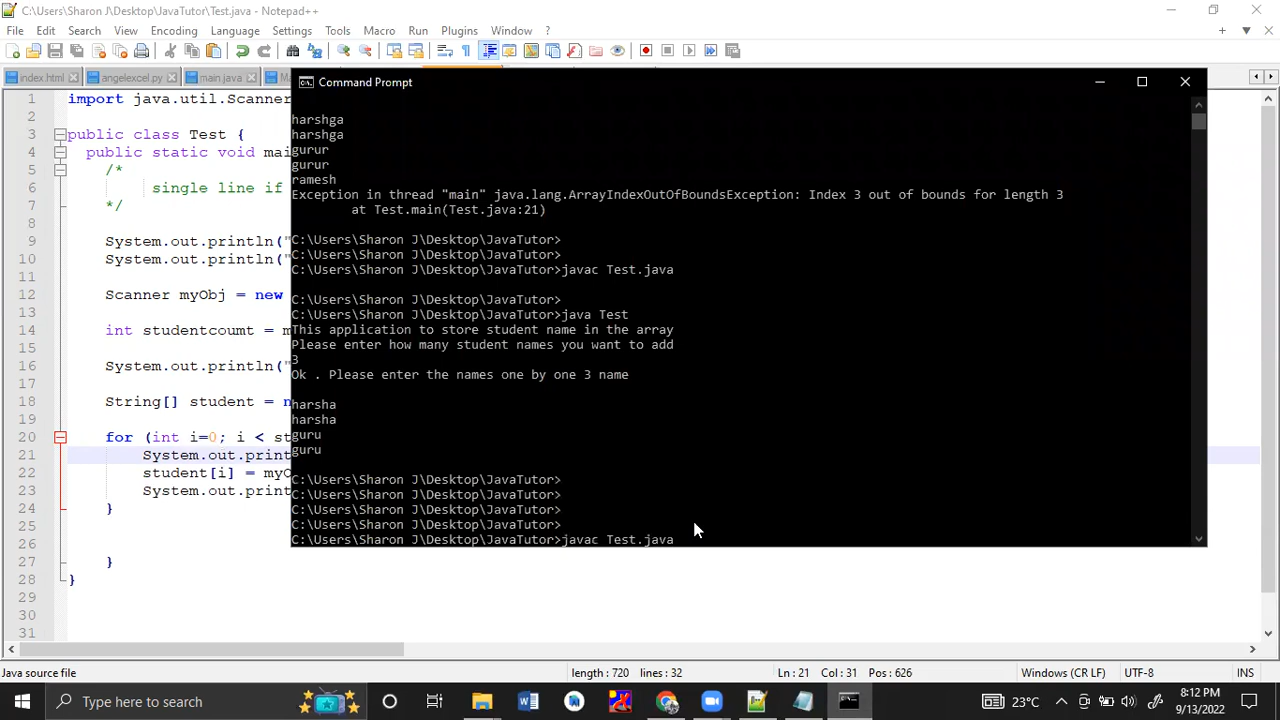 C:\Users\Sharon J\Desktop\JavaTutor\Test.java - Notepad++
File Edit Search View Encoding Language Settings Tools Macro Run Plugins Window ?
index.html angelexcel.py main.java
Command Prompt
1 import java.util.Scanner
2
3 public class Test {
4 public static void mai
5 /*
6 single line if
7 */
8
9 System.out.println("
10 System.out.println("
11
12 Scanner myObj = new
13
14 int studentcoumt = m
15
16 System.out.println("
17
18 String[] student = n
19
20 for (int i=0; i < st
21 System.out.print
22 student[i] = myO
23 System.out.print
24 }
25
26
27 }
28 }
29
30
31
harshga
harshga
gurur
gurur
ramesh
Exception in thread "main" java.lang.ArrayIndexOutOfBoundsException: Index 3 out of bounds for length 3
at Test.main(Test.java:21)
C:\Users\Sharon J\Desktop\JavaTutor>
C:\Users\Sharon J\Desktop\JavaTutor>
C:\Users\Sharon J\Desktop\JavaTutor>javac Test.java
C:\Users\Sharon J\Desktop\JavaTutor>
C:\Users\Sharon J\Desktop\JavaTutor>java Test
This application to store student name in the array
Please enter how many student names you want to add
3
Ok . Please enter the names one by one 3 name
harsha
harsha
guru
guru
C:\Users\Sharon J\Desktop\JavaTutor>
C:\Users\Sharon J\Desktop\JavaTutor>
C:\Users\Sharon J\Desktop\JavaTutor>
C:\Users\Sharon J\Desktop\JavaTutor>
C:\Users\Sharon J\Desktop\JavaTutor>javac Test.java
Java source file length : 720 lines : 32 Ln : 21 Col : 31 Pos : 626 Windows (CR LF) UTF-8 INS
Type here to search 23°C 8:12 PM
9/13/2022